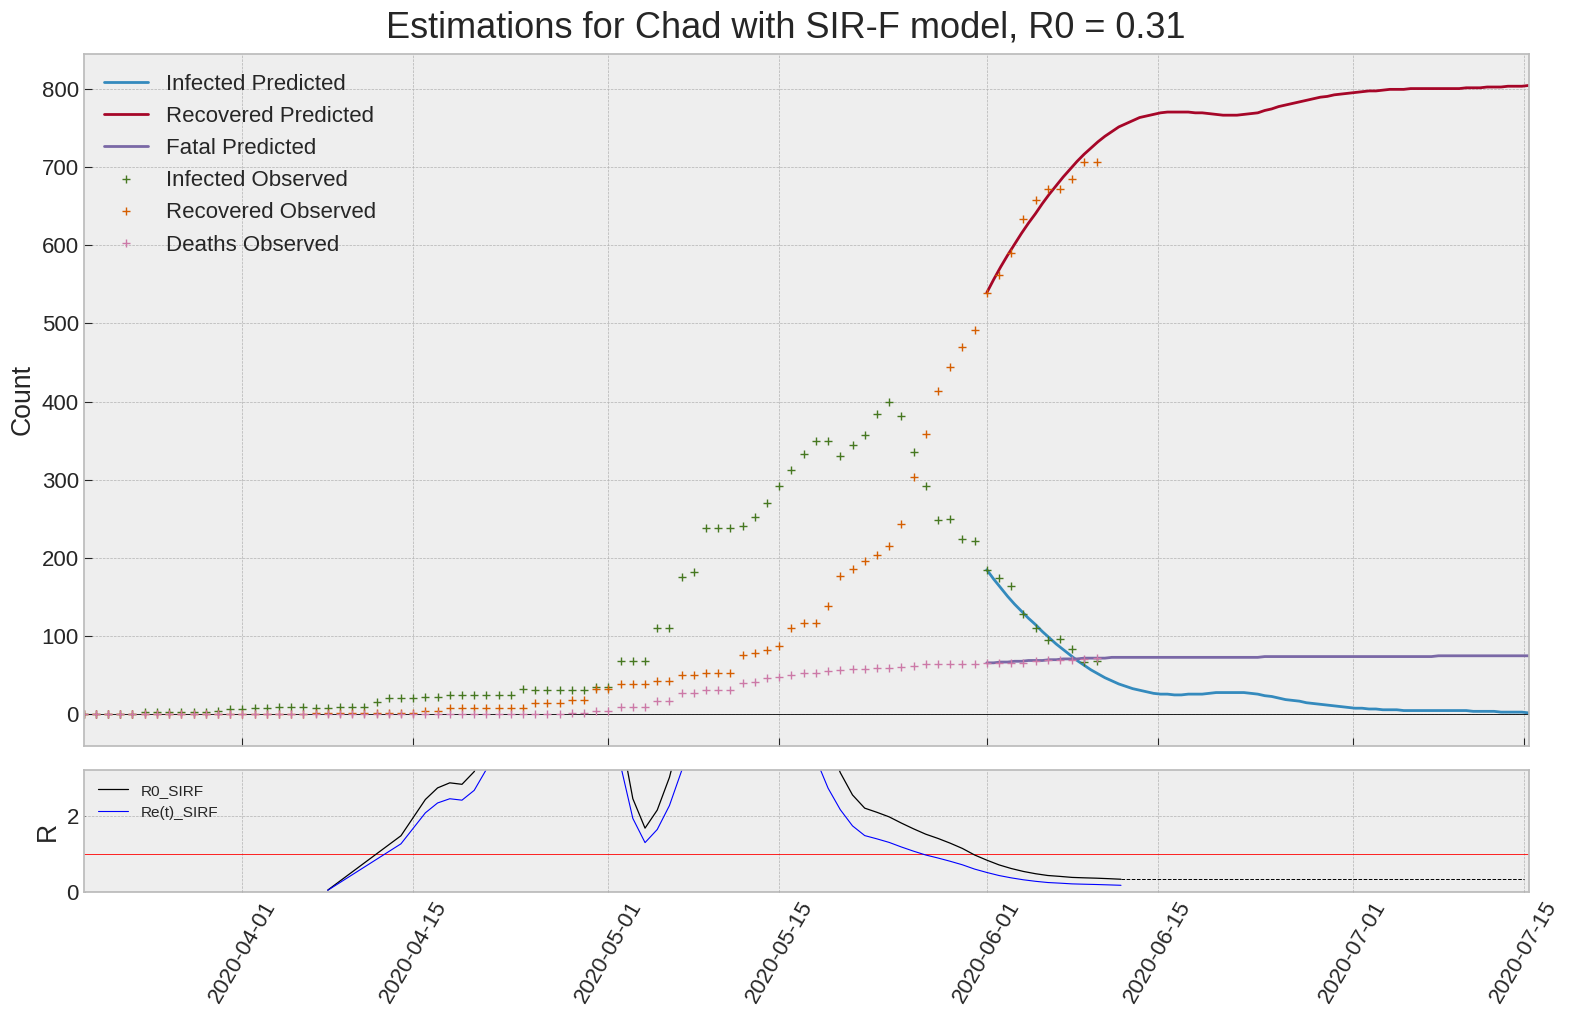 Estimations for Chad with SIR-F model, R0 = 0.31
Infected Predicted
Recovered Predicted
Fatal Predicted
Infected Observed
Recovered Observed
Deaths Observed
Count
800
700
600
500
400
300
200
100
0
R0_SIRF
Re(t)_SIRF
R
2
0
2020-04-01
2020-04-15
2020-05-01
2020-05-15
2020-06-01
2020-06-15
2020-07-01
2020-07-15